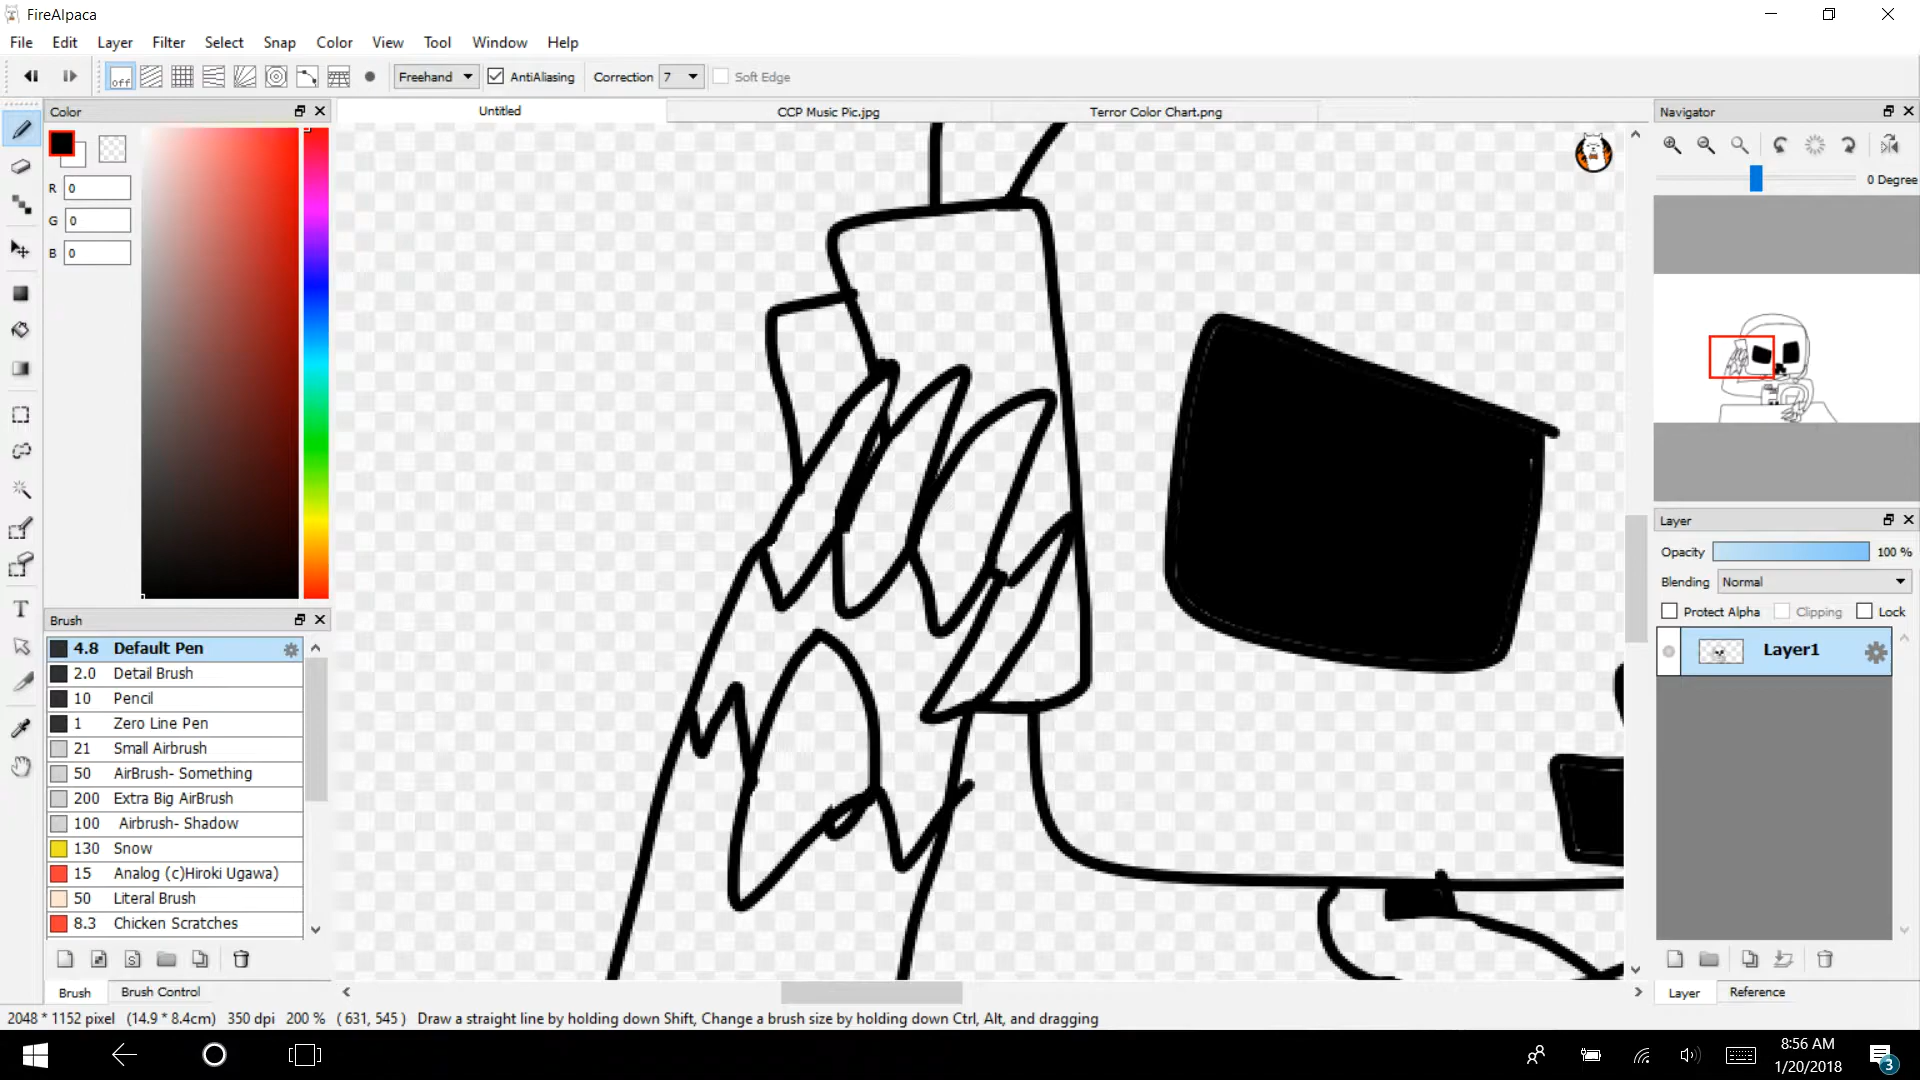 FireAlpaca
File Edit Layer Filter Select Snap Color View Tool Window Help
off Freehand AntiAliasing Correction 7 Soft Edge
Color
Untitled CCP Music Pic.jpg Terror Color Chart.png
Navigator
R 0
G 0
B 0
0 Degree
Layer
Opacity 100 %
Blending Normal
Protect Alpha Clipping Lock
Layer1
Brush
4.8 Default Pen
2.0 Detail Brush
10 Pencil
1 Zero Line Pen
21 Small Airbrush
50 AirBrush- Something
200 Extra Big AirBrush
100 Airbrush- Shadow
130 Snow
15 Analog (c)Hiroki Ugawa)
50 Literal Brush
8.3 Chicken Scratches
Brush Brush Control
Layer Reference
2048 * 1152 pixel (14.9 * 8.4cm) 350 dpi 200 % ( 631, 545 ) Draw a straight line by holding down Shift, Change a brush size by holding down Ctrl, Alt, and dragging
8:56 AM
1/20/2018
3